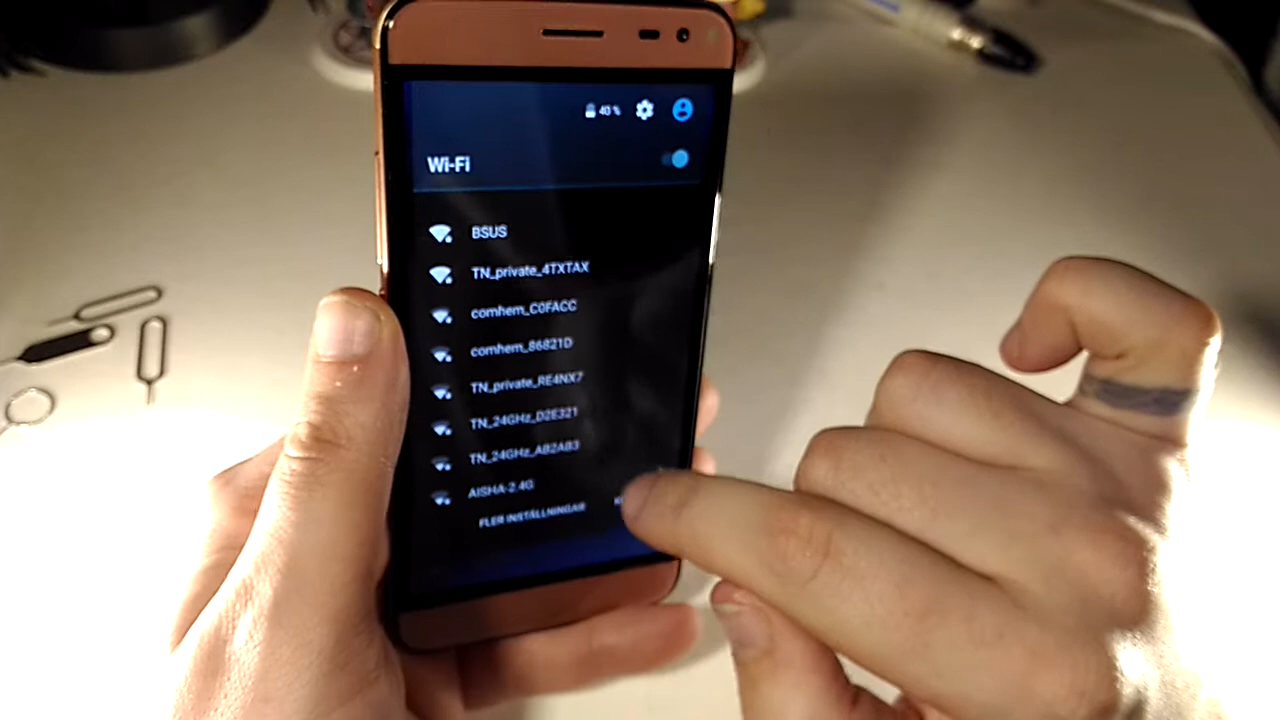 40 %
Wi-Fi
BSUS
TN_private_4TXTAX
comhem_C0FACC
comhem_86821D
TN_private_RE4NX7
TN_24GHz_D2E321
TN_24GHz_AB2AB3
AISHA-2.4G
FLER INSTÄLLNINGAR